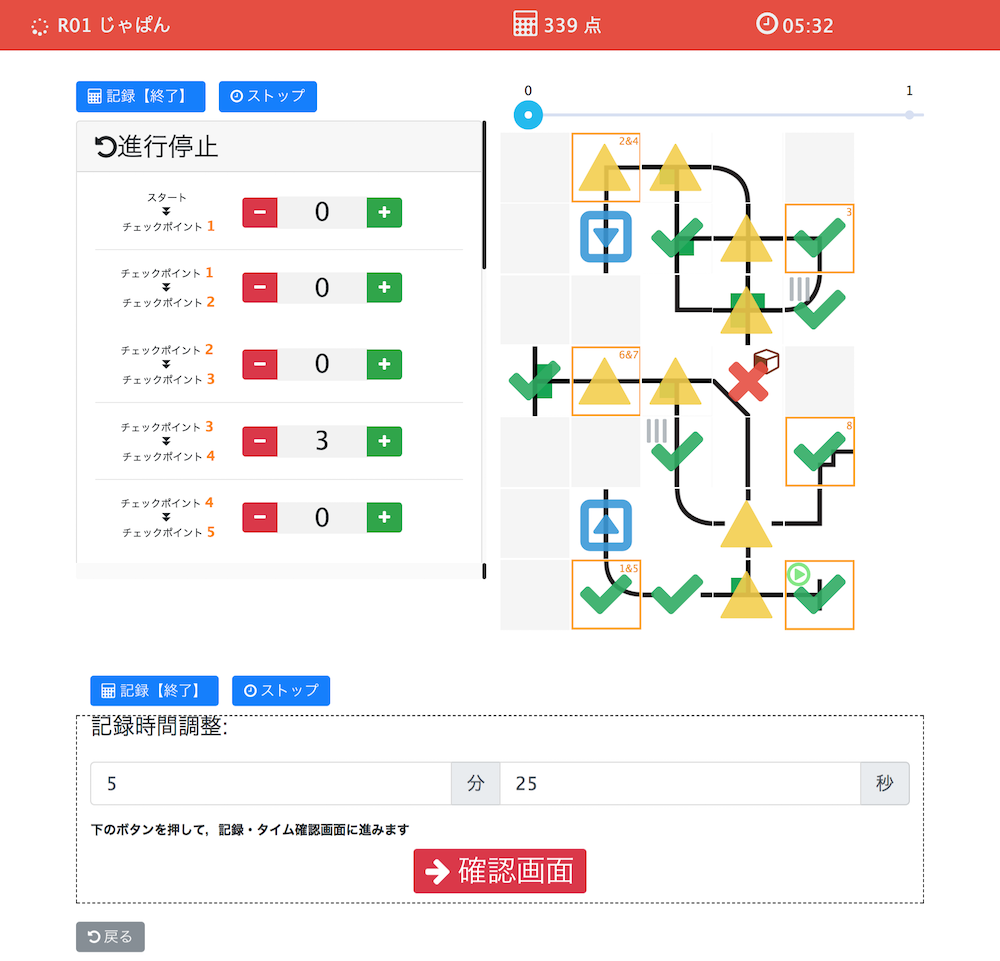 R01 じゃぱん
339 点
05:32
記録【終了】
ストップ
0
1
進行停止
スタート
チェックポイント 1
0
チェックポイント 1
チェックポイント 2
0
チェックポイント 2
チェックポイント 3
0
チェックポイント 3
チェックポイント 4
3
チェックポイント 4
チェックポイント 5
0
2&4
3
6&7
8
1&5
記録【終了】
ストップ
記録時間調整:
5
分
25
秒
下のボタンを押して，記録・タイム確認画面に進みます
確認画面
戻る